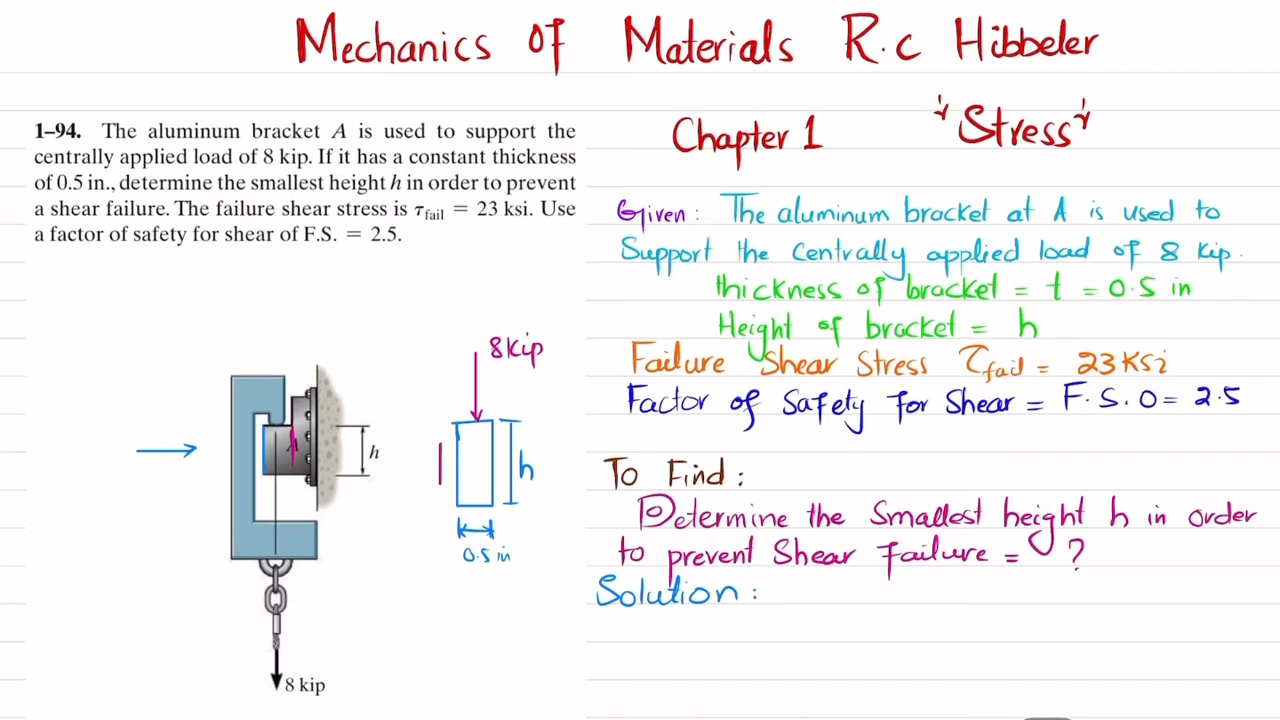 Mechanics of Materials R.c Hibbeler
Chapter 1 "Stress"
1–94. The aluminum bracket A is used to support the
centrally applied load of 8 kip. If it has a constant thickness
of 0.5 in., determine the smallest height h in order to prevent
a shear failure. The failure shear stress is τfail = 23 ksi. Use
a factor of safety for shear of F.S. = 2.5.
8 kip
A
h
h
0.5 in
8 kip
Given: The aluminum bracket at A is used to
Support the Centrally applied load of 8 kip.
thickness of bracket = t = 0.5 in
Height of bracket = h
Failure Shear Stress τfail = 23 Ksi
Factor of Safety for Shear = F.S.O = 2.5
To Find:
Determine the Smallest height h in order
to prevent Shear Failure = ?
Solution: